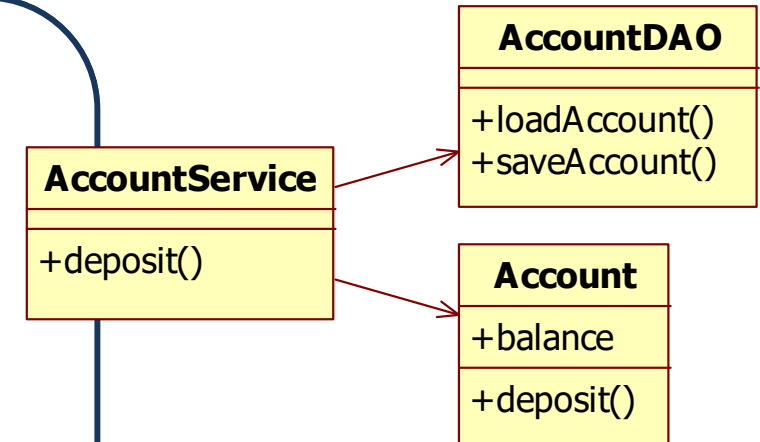 AccountDAO
+loadAccount()
+saveAccount()
AccountService
+deposit()
Account
+balance
+deposit()